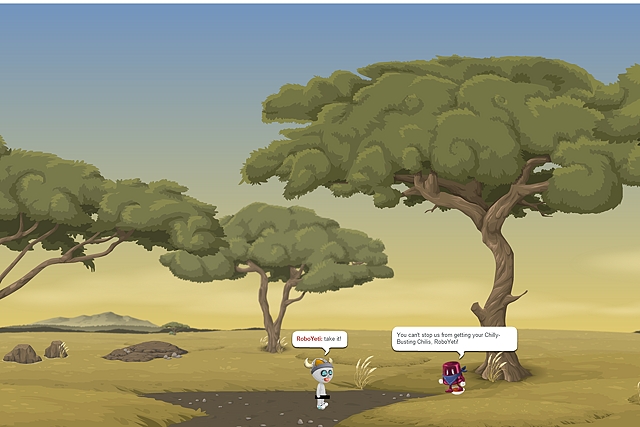 RoboYeti: take it!
You can't stop us from getting your Chilly-
Busting Chilis, RoboYeti!